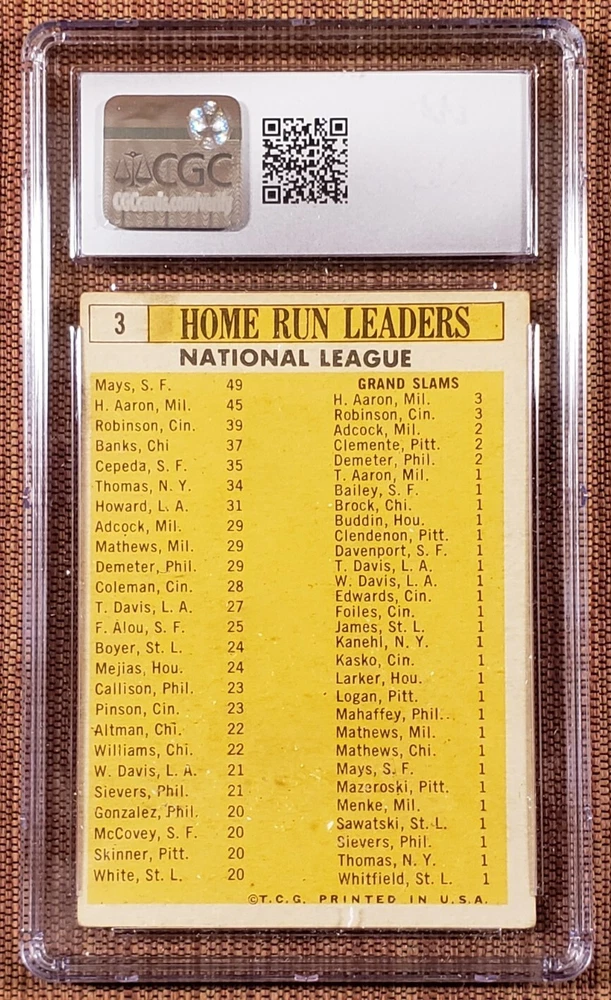 CGC
CGCcards.com/verify
3 HOME RUN LEADERS
NATIONAL LEAGUE
Mays, S. F. 49
H. Aaron, Mil. 45
Robinson, Cin. 39
Banks, Chi 37
Cepeda, S. F. 35
Thomas, N. Y. 34
Howard, L. A. 31
Adcock, Mil. 29
Mathews, Mil. 29
Demeter, Phil. 29
Coleman, Cin. 28
T. Davis, L. A. 27
F. Alou, S. F. 25
Boyer, St. L. 24
Mejias, Hou. 24
Callison, Phil. 23
Pinson, Cin. 23
Altman, Chi. 22
Williams, Chi. 22
W. Davis, L. A. 21
Sievers, Phil. 21
Gonzalez, Phil. 20
McCovey, S. F. 20
Skinner, Pitt. 20
White, St. L. 20
GRAND SLAMS
H. Aaron, Mil. 3
Robinson, Cin. 3
Adcock, Mil. 2
Clemente, Pitt. 2
Demeter, Phil. 2
T. Aaron, Mil. 1
Bailey, S. F. 1
Brock, Chi. 1
Buddin, Hou. 1
Clendenon, Pitt. 1
Davenport, S. F. 1
T. Davis, L. A. 1
W. Davis, L. A. 1
Edwards, Cin. 1
Foiles, Cin. 1
James, St. L. 1
Kanehl, N. Y. 1
Kasko, Cin. 1
Larker, Hou. 1
Logan, Pitt. 1
Mahaffey, Phil. 1
Mathews, Mil. 1
Mathews, Chi. 1
Mays, S. F. 1
Mazeroski, Pitt. 1
Menke, Mil. 1
Sawatski, St. L. 1
Sievers, Phil. 1
Thomas, N. Y. 1
Whitfield, St. L. 1
©T.C.G. PRINTED IN U.S.A.